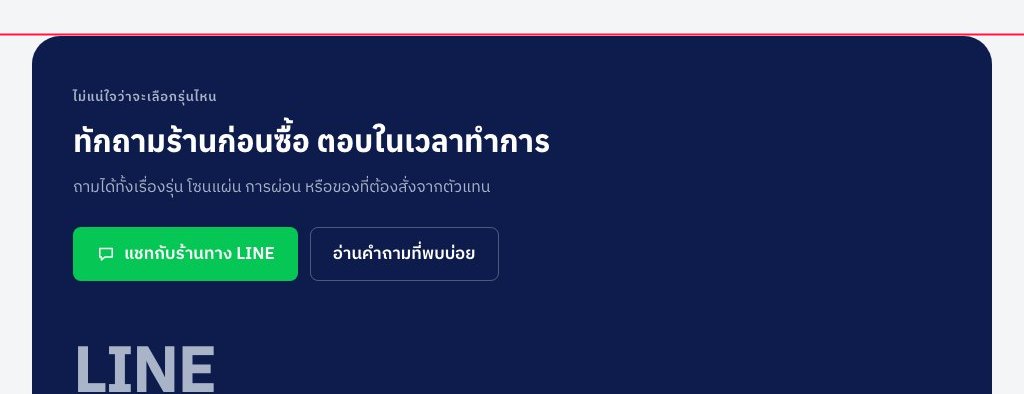 ไม่แน่ใจว่าจะเลือกรุ่นไหน
ทักถามร้านก่อนซื้อ ตอบในเวลาทำการ
ถามได้ทั้งเรื่องรุ่น โซนแผ่น การผ่อน หรือของที่ต้องสั่งจากตัวแทน
แชทกับร้านทาง LINE
อ่านคำถามที่พบบ่อย
LINE